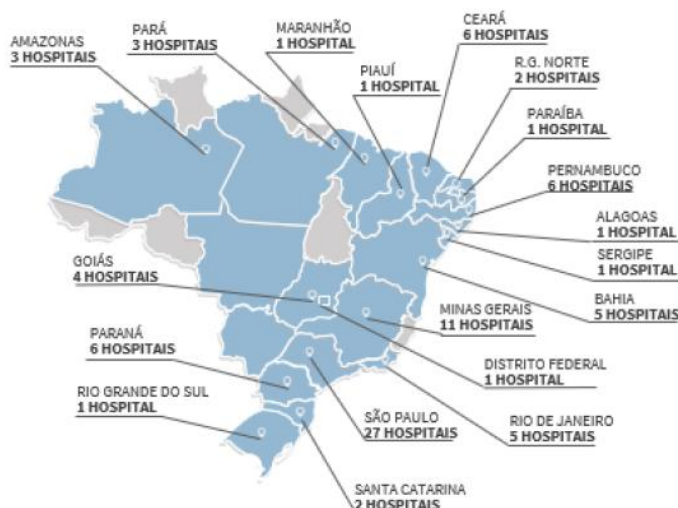 AMAZONAS
3 HOSPITAIS
PARÁ
3 HOSPITAIS
MARANHÃO
1 HOSPITAL
PIAUÍ
1 HOSPITAL
CEARÁ
6 HOSPITAIS
R.G. NORTE
2 HOSPITAIS
PARAÍBA
1 HOSPITAL
PERNAMBUCO
6 HOSPITAIS
ALAGOAS
1 HOSPITAL
SERGIPE
1 HOSPITAL
BAHIA
5 HOSPITAIS
GOIÁS
4 HOSPITAIS
MINAS GERAIS
11 HOSPITAIS
DISTRITO FEDERAL
1 HOSPITAL
PARANÁ
6 HOSPITAIS
RIO GRANDE DO SUL
1 HOSPITAL
SÃO PAULO
27 HOSPITAIS
RIO DE JANEIRO
5 HOSPITAIS
SANTA CATARINA
2 HOSPITAIS